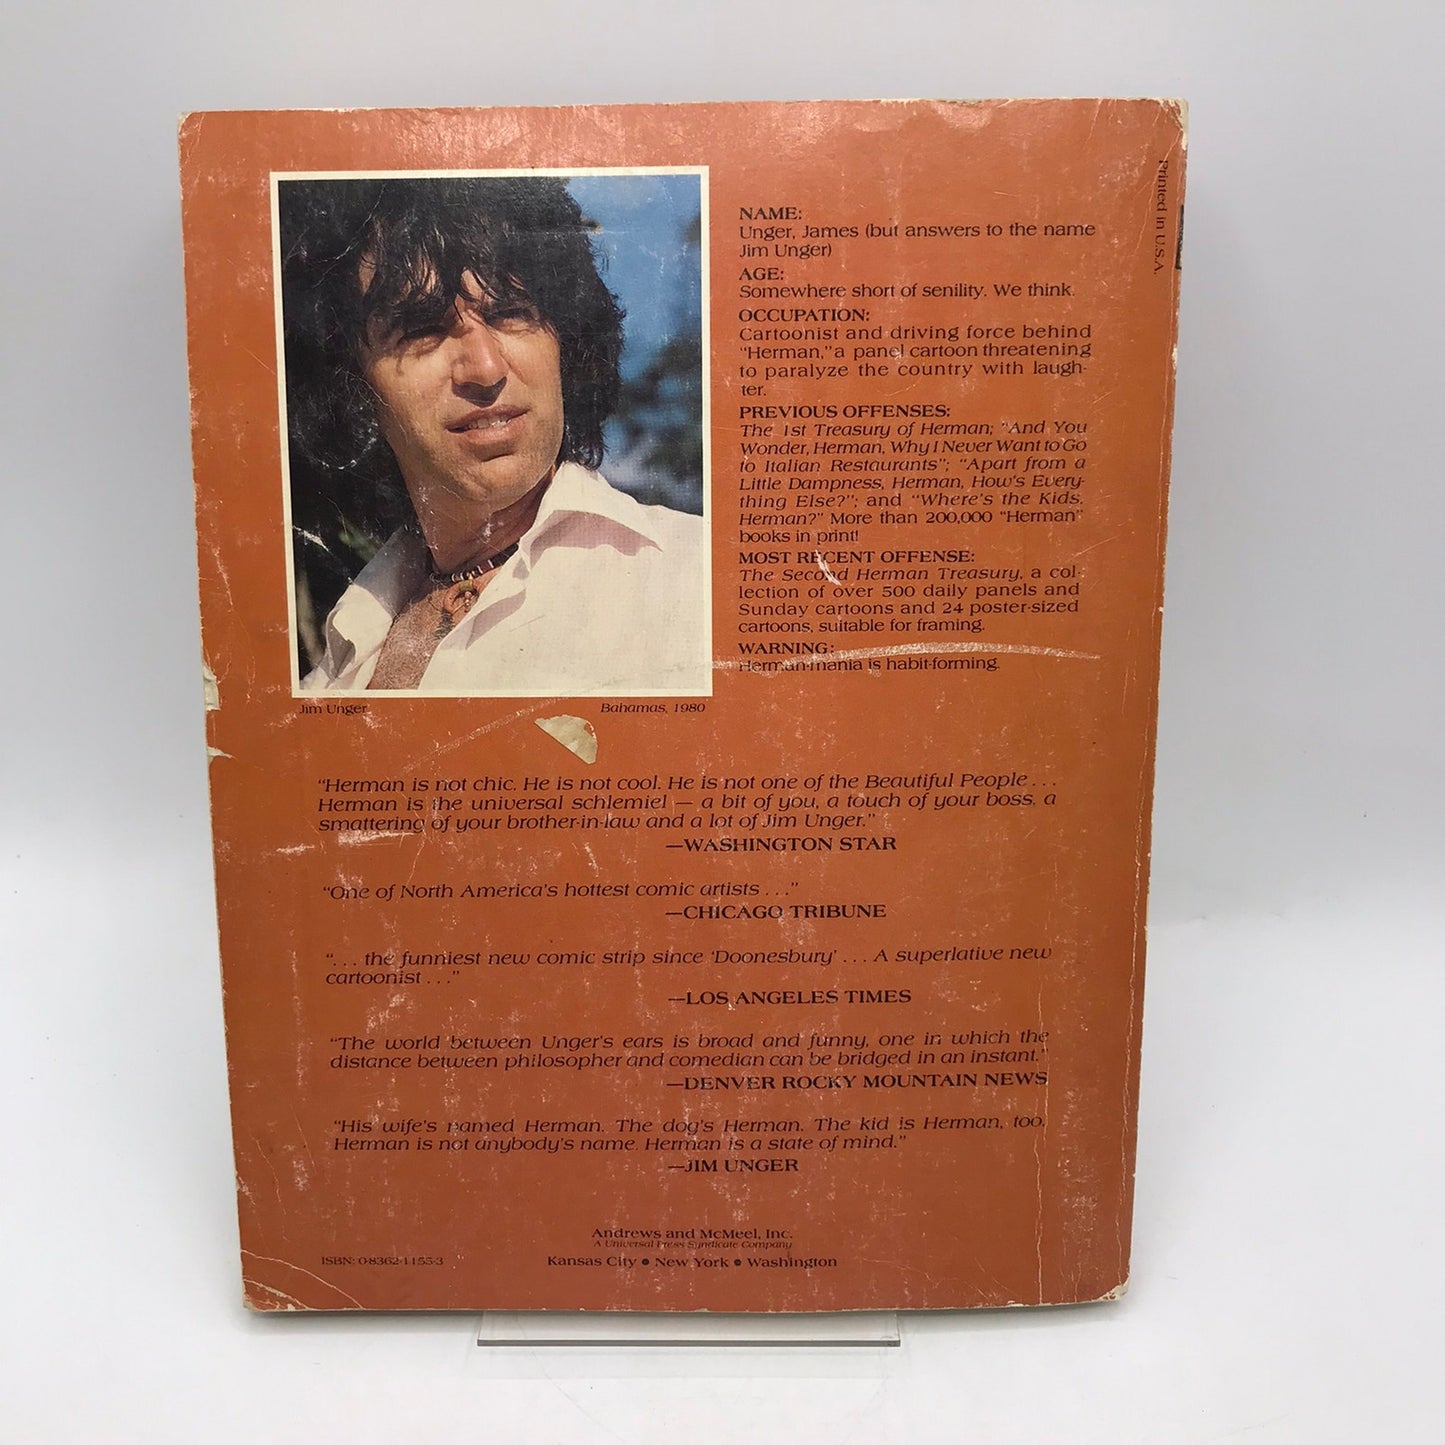 Printed in U.S.A.
NAME:
Unger, James (but answers to the name
Jim Unger)
AGE:
Somewhere short of senility. We think.
OCCUPATION:
Cartoonist and driving force behind
"Herman," a panel cartoon threatening
to paralyze the country with laugh-
ter.
PREVIOUS OFFENSES:
The 1st Treasury of Herman; "And You
Wonder, Herman, Why I Never Want to Go
to Italian Restaurants"; "Apart from a
Little Dampness, Herman, How's Every-
thing Else?"; and "Where's the Kids,
Herman?" More than 200,000 "Herman"
books in print!
MOST RECENT OFFENSE:
The Second Herman Treasury, a col-
lection of over 500 daily panels and
Sunday cartoons and 24 poster-sized
cartoons, suitable for framing.
WARNING:
Herman-mania is habit-forming.
Jim Unger Bahamas, 1980
"Herman is not chic. He is not cool. He is not one of the Beautiful People . . .
Herman is the universal schlemiel — a bit of you, a touch of your boss, a
smattering of your brother-in-law and a lot of Jim Unger."
—WASHINGTON STAR
"One of North America's hottest comic artists . . ."
—CHICAGO TRIBUNE
". . . the funniest new comic strip since 'Doonesbury' . . . A superlative new
cartoonist . . ."
—LOS ANGELES TIMES
"The world between Unger's ears is broad and funny, one in which the
distance between philosopher and comedian can be bridged in an instant."
—DENVER ROCKY MOUNTAIN NEWS
"His wife's named Herman. The dog's Herman. The kid is Herman, too.
Herman is not anybody's name. Herman is a state of mind."
—JIM UNGER
Andrews and McMeel, Inc.
A Universal Press Syndicate Company
ISBN: 0-8362-1155-3 Kansas City ● New York ● Washington